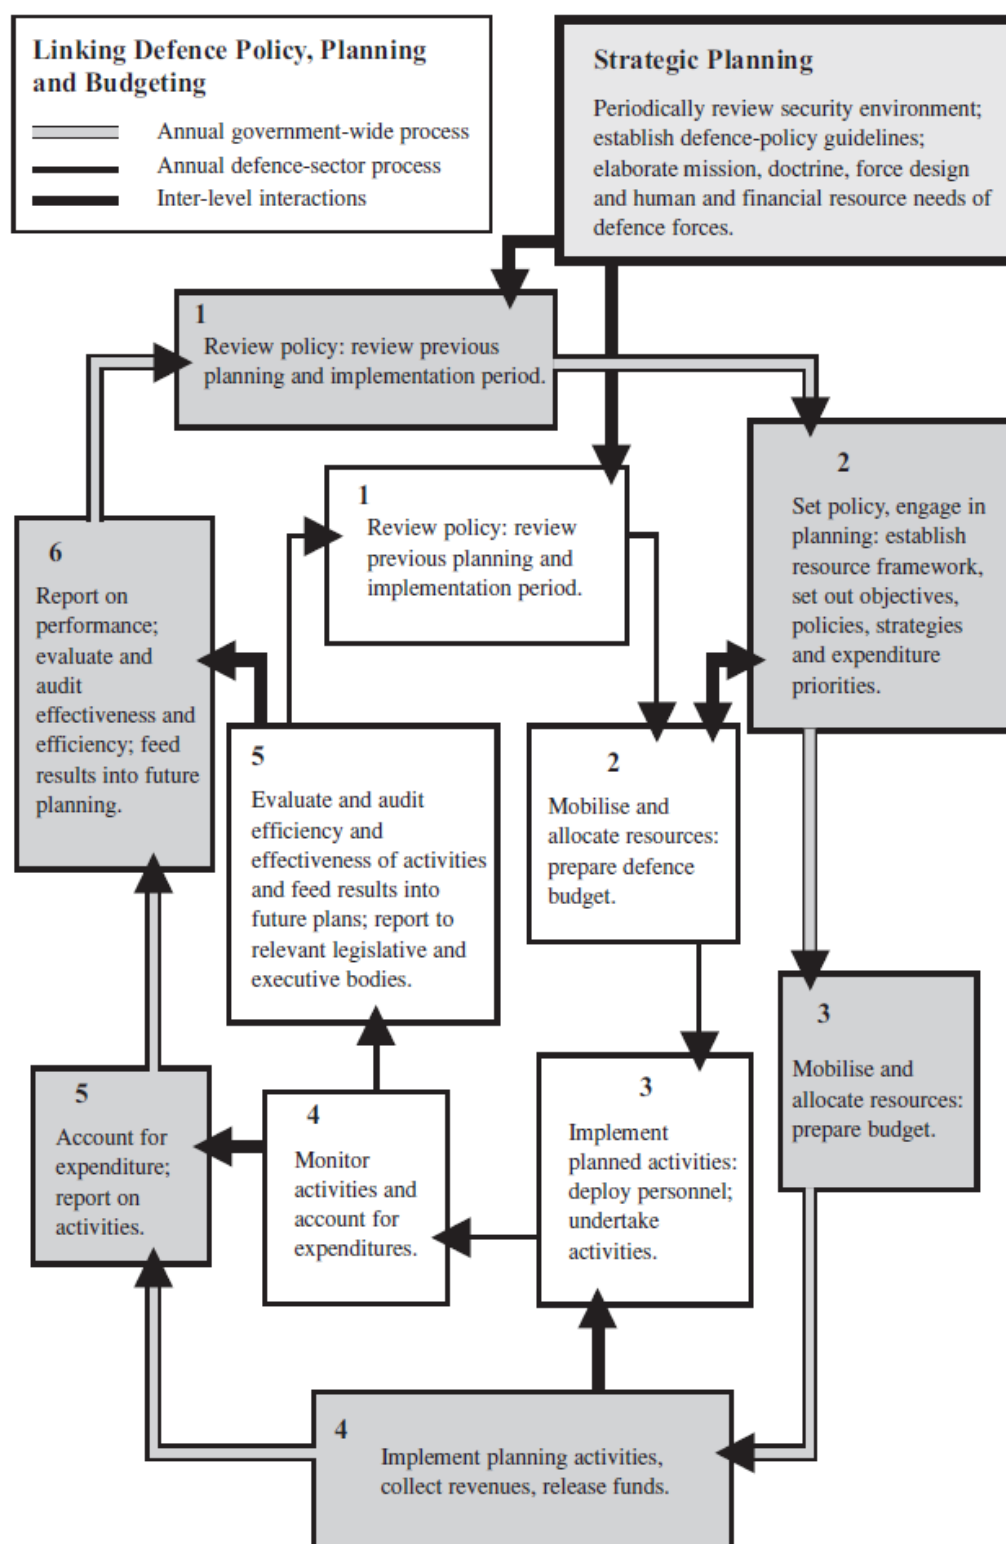 Linking Defence Policy, Planning
and Budgeting
Annual government-wide process
Annual defence-sector process
Inter-level interactions
Strategic Planning
Periodically review security environment;
establish defence-policy guidelines;
elaborate mission, doctrine, force design
and human and financial resource needs of
defence forces.
1
Review policy: review previous
planning and implementation period.
1
Review policy: review
previous planning and
implementation period.
2
Set policy, engage in
planning: establish
resource framework,
set out objectives,
policies, strategies
and expenditure
priorities.
6
Report on
performance;
evaluate and
audit
effectiveness and
efficiency; feed
results into future
planning.
5
Evaluate and audit
efficiency and
effectiveness of activities
and feed results into
future plans; report to
relevant legislative and
executive bodies.
2
Mobilise and
allocate resources:
prepare defence
budget.
3
Mobilise and
allocate resources:
prepare budget.
5
Account for
expenditure;
report on
activities.
4
Monitor
activities and
account for
expenditures.
3
Implement
planned activities:
deploy personnel;
undertake
activities.
4
Implement planning activities,
collect revenues, release funds.